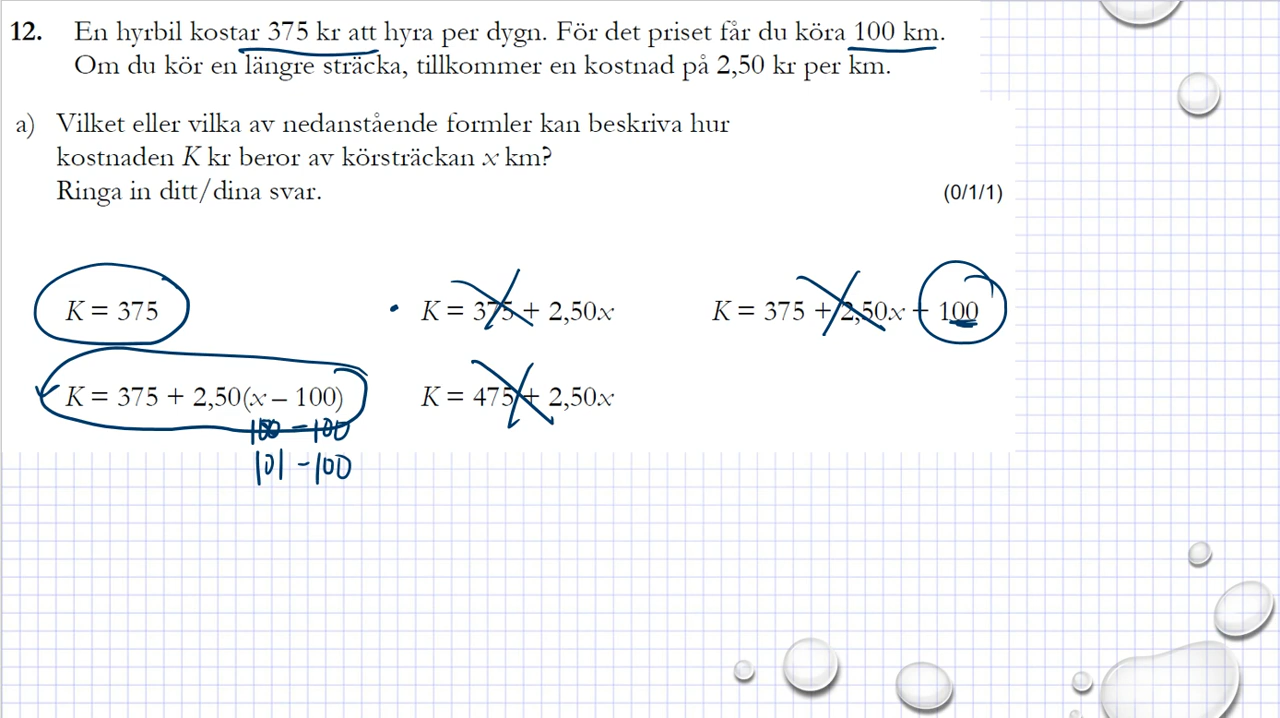 12. En hyrbil kostar 375 kr att hyra per dygn. För det priset får du köra 100 km.
Om du kör en längre sträcka, tillkommer en kostnad på 2,50 kr per km.
a) Vilket eller vilka av nedanstående formler kan beskriva hur
kostnaden K kr beror av körsträckan x km?
Ringa in ditt/dina svar. (0/1/1)
K = 375 K = 375 + 2,50x K = 375 + 2,50x + 100
K = 375 + 2,50(x – 100) K = 475 + 2,50x
100 - 100
101 - 100